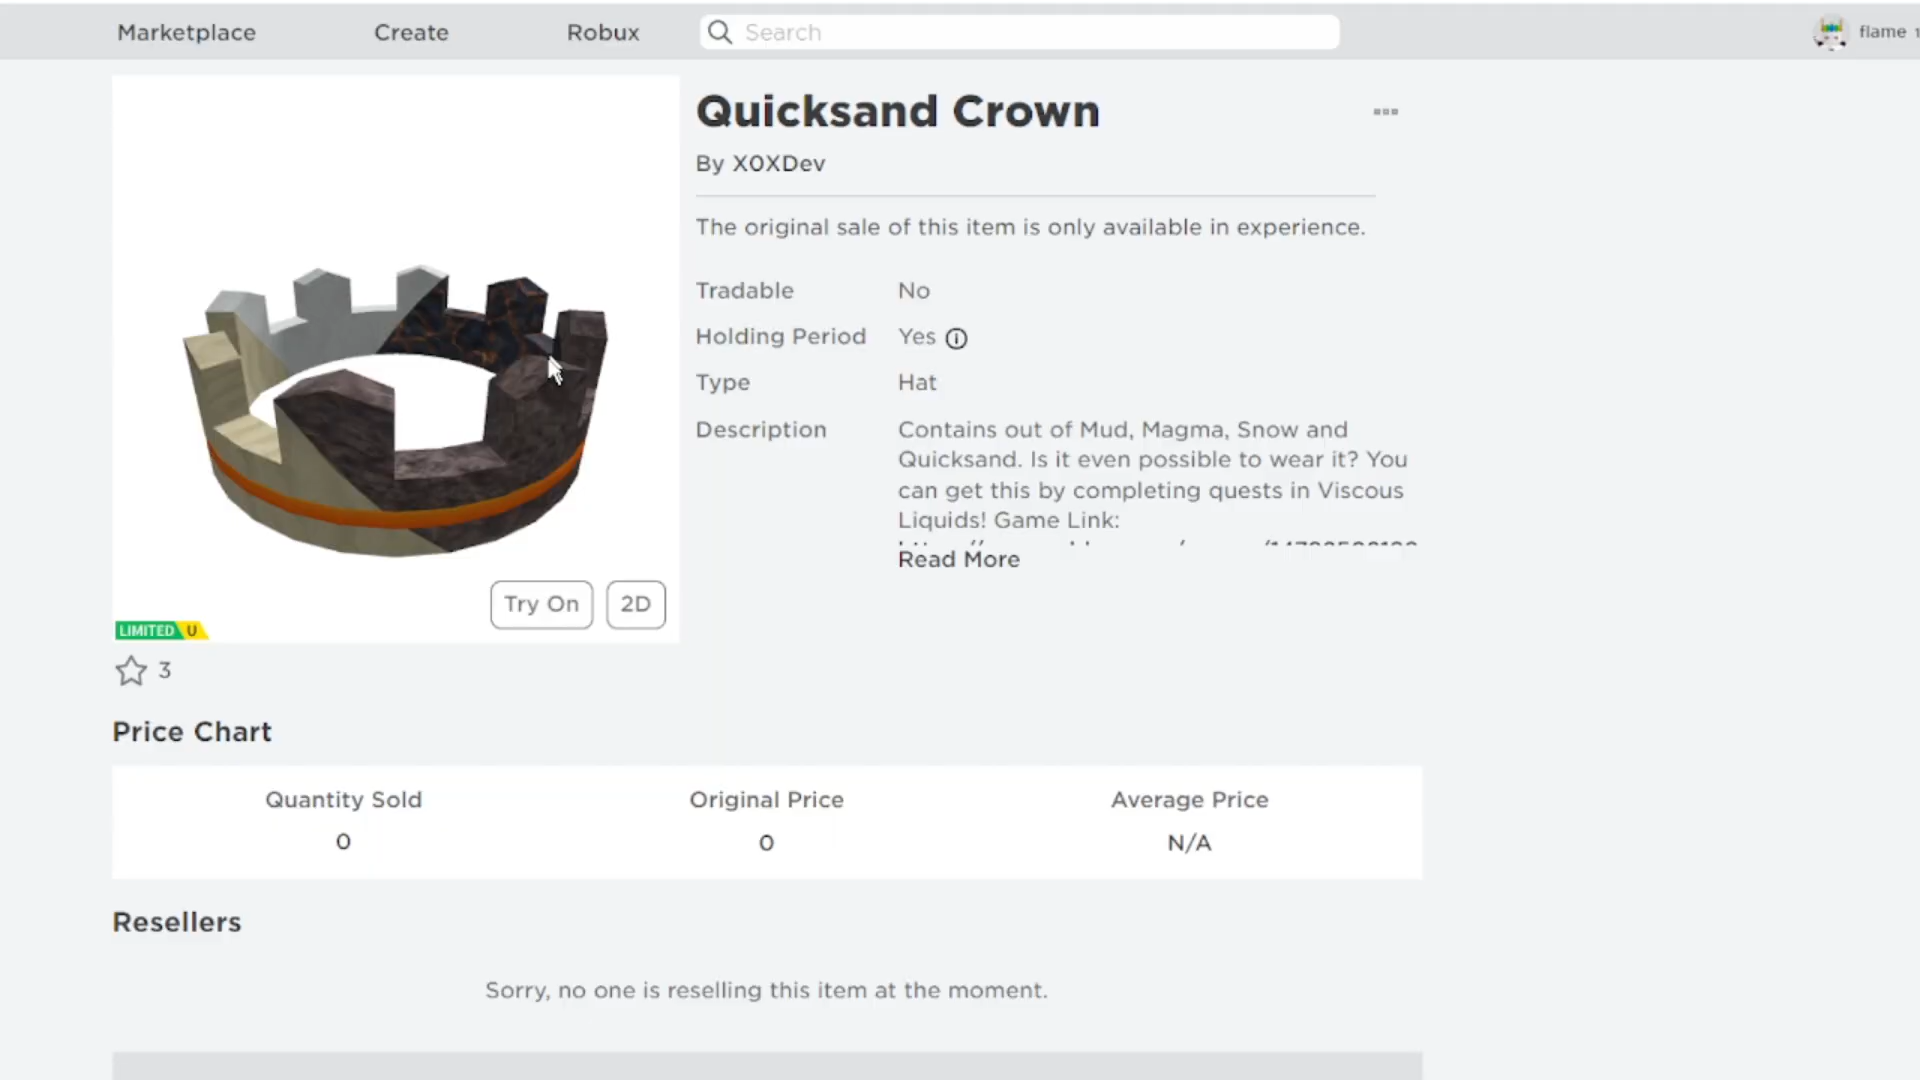 Marketplace
Create
Robux
Search
flame
Quicksand Crown
By X0XDev
The original sale of this item is only available in experience.
Tradable No
Holding Period Yes
Type Hat
Description Contains out of Mud, Magma, Snow and
Quicksand. Is it even possible to wear it? You
can get this by completing quests in Viscous
Liquids! Game Link:
Read More
Try On
2D
LIMITED U
3
Price Chart
Quantity Sold
Original Price
Average Price
0
0
N/A
Resellers
Sorry, no one is reselling this item at the moment.